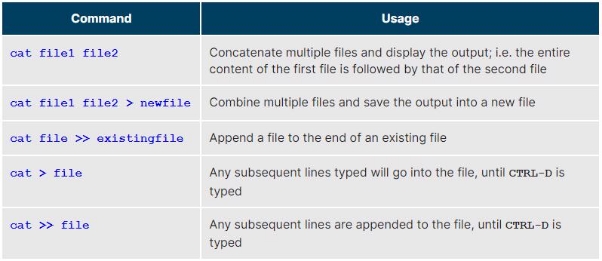 Command Usage
cat file1 file2 Concatenate multiple files and display the output; i.e. the entire
content of the first file is followed by that of the second file
cat file1 file2 > newfile Combine multiple files and save the output into a new file
cat file >> existingfile Append a file to the end of an existing file
cat > file Any subsequent lines typed will go into the file, until CTRL-D is
typed
cat >> file Any subsequent lines are appended to the file, until CTRL-D is
typed